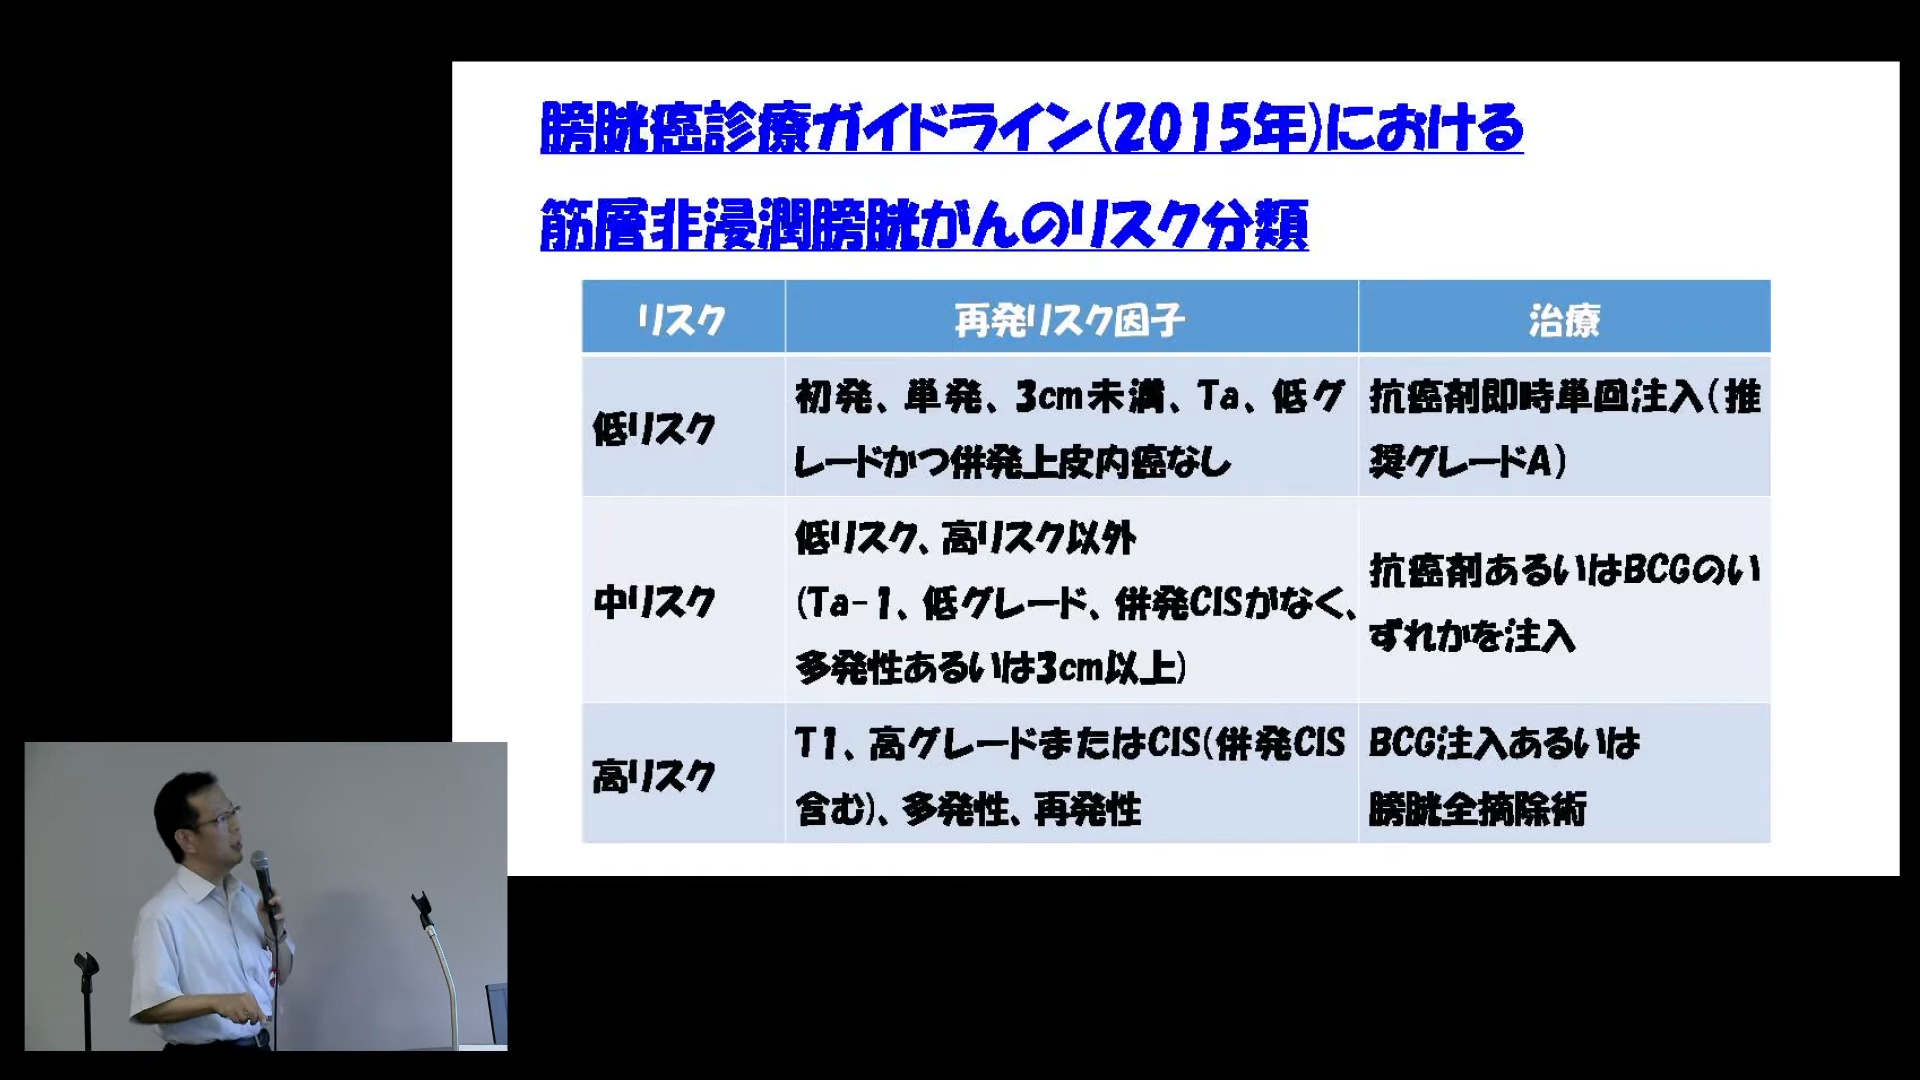 膀胱癌診療ガイドライン(2015年)における
筋層非浸潤膀胱がんのリスク分類
リスク
再発リスク因子
治療
低リスク
初発、単発、3cm未満、Ta、低グ
レードかつ併発上皮内癌なし
抗癌剤即時単回注入(推
奨グレードA)
中リスク
低リスク、高リスク以外
(Ta-1、低グレード、併発CISがなく、
多発性あるいは3cm以上)
抗癌剤あるいはBCGのい
ずれかを注入
高リスク
T1、高グレードまたはCIS(併発CIS
含む)、多発性、再発性
BCG注入あるいは
膀胱全摘除術